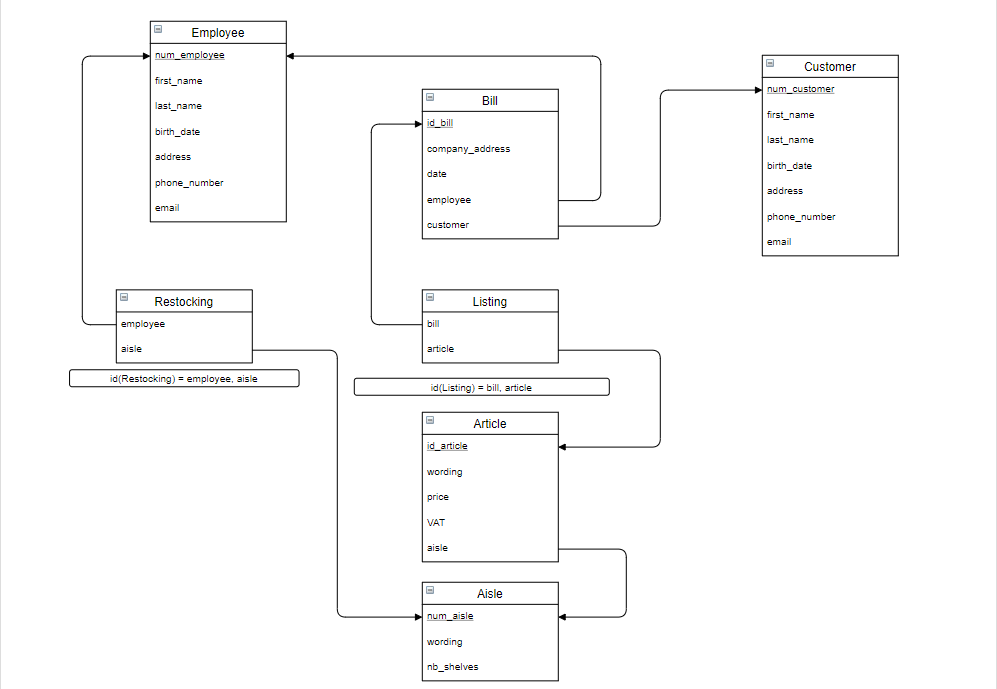 Employee
num_employee
first_name
last_name
birth_date
address
phone_number
email
Bill
id_bill
company_address
date
employee
customer
Customer
num_customer
first_name
last_name
birth_date
address
phone_number
email
Restocking
employee
aisle
id(Restocking) = employee, aisle
Listing
bill
article
id(Listing) = bill, article
Article
id_article
wording
price
VAT
aisle
Aisle
num_aisle
wording
nb_shelves